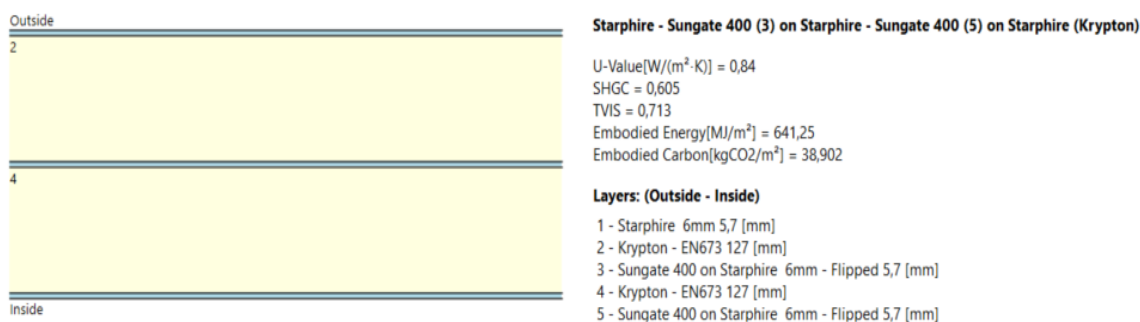 Outside
2
4
Inside
Starphire - Sungate 400 (3) on Starphire - Sungate 400 (5) on Starphire (Krypton)
U-Value[W/(m²·K)] = 0,84
SHGC = 0,605
TVIS = 0,713
Embodied Energy[MJ/m²] = 641,25
Embodied Carbon[kgCO2/m²] = 38,902
Layers: (Outside - Inside)
1 - Starphire 6mm 5,7 [mm]
2 - Krypton - EN673 127 [mm]
3 - Sungate 400 on Starphire 6mm - Flipped 5,7 [mm]
4 - Krypton - EN673 127 [mm]
5 - Sungate 400 on Starphire 6mm - Flipped 5,7 [mm]